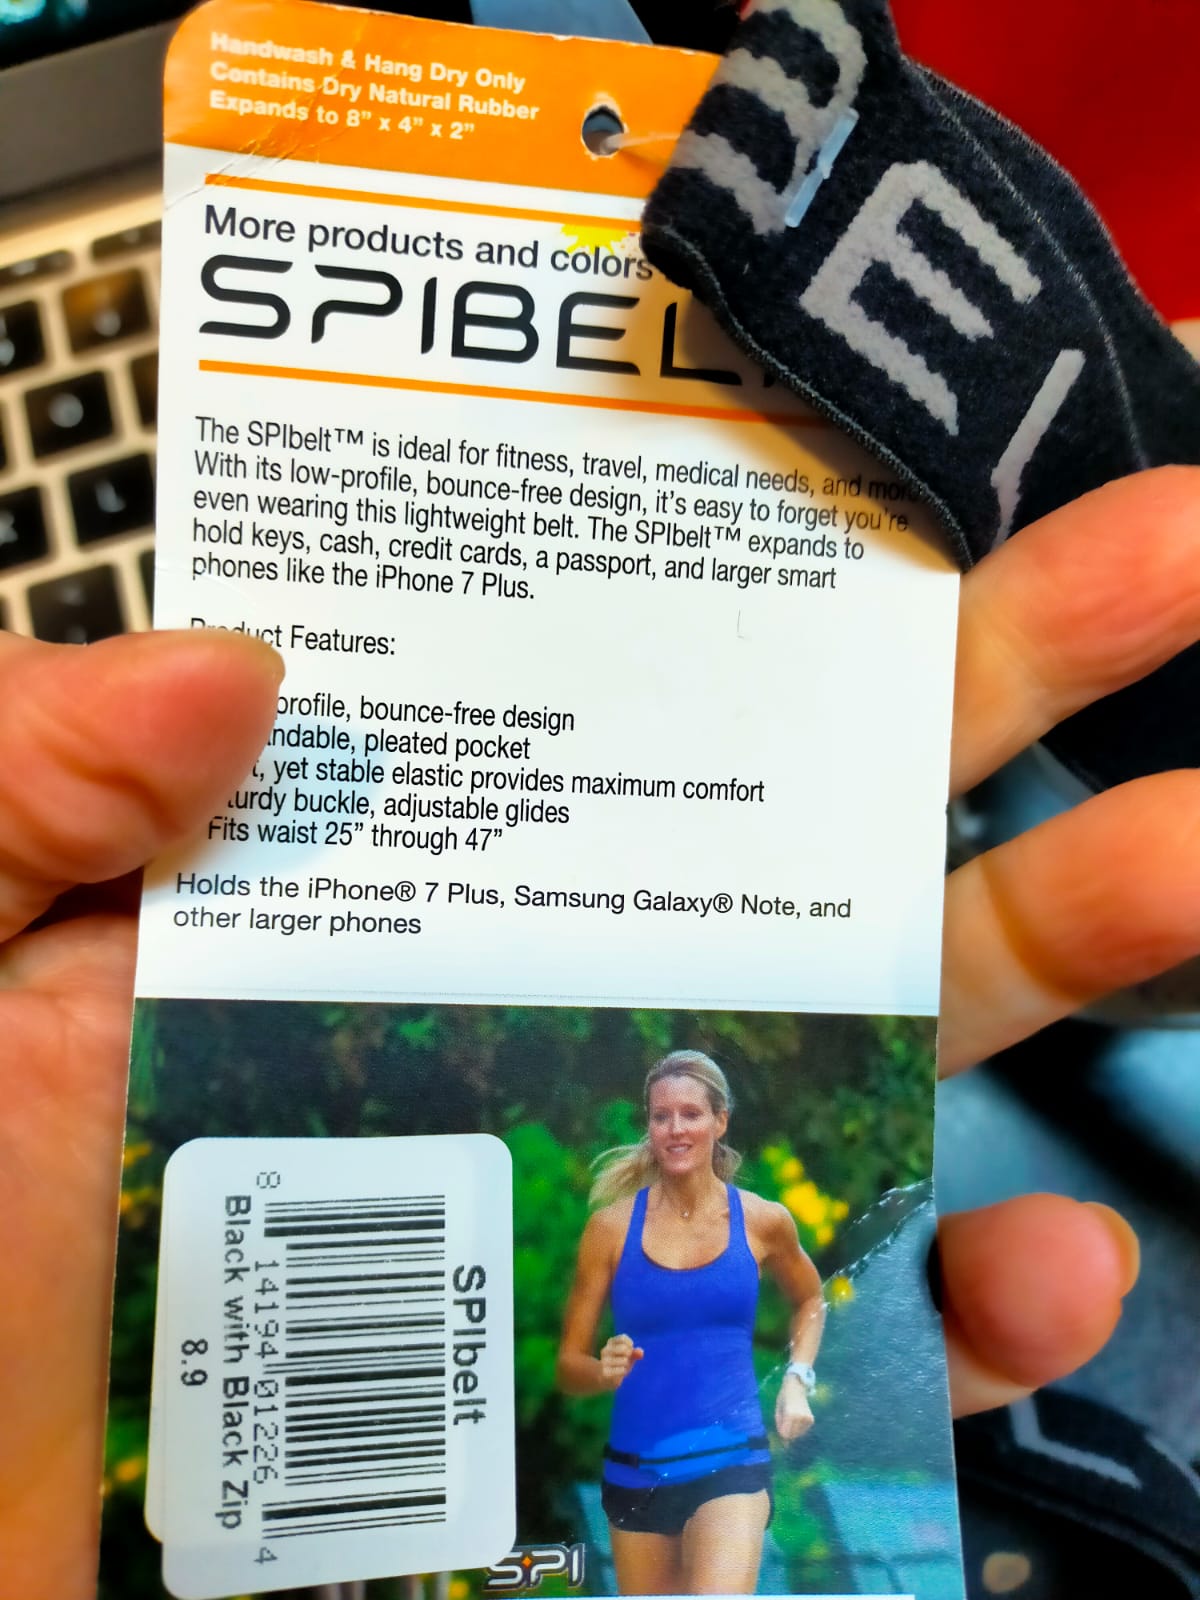 Handwash & Hang Dry Only
Contains Dry Natural Rubber
Expands to 8” x 4” x 2”
More products and colors
SPIBEL
The SPIbelt™ is ideal for fitness, travel, medical needs, and more
With its low-profile, bounce-free design, it’s easy to forget you’re
even wearing this lightweight belt. The SPIbelt™ expands to
hold keys, cash, credit cards, a passport, and larger smart
phones like the iPhone 7 Plus.
Product Features:
profile, bounce-free design
ndable, pleated pocket
t, yet stable elastic provides maximum comfort
turdy buckle, adjustable glides
Fits waist 25” through 47”
Holds the iPhone® 7 Plus, Samsung Galaxy® Note, and
other larger phones
SPIbelt
8 14194 01226 4
Black with Black Zip
8.9
SPI